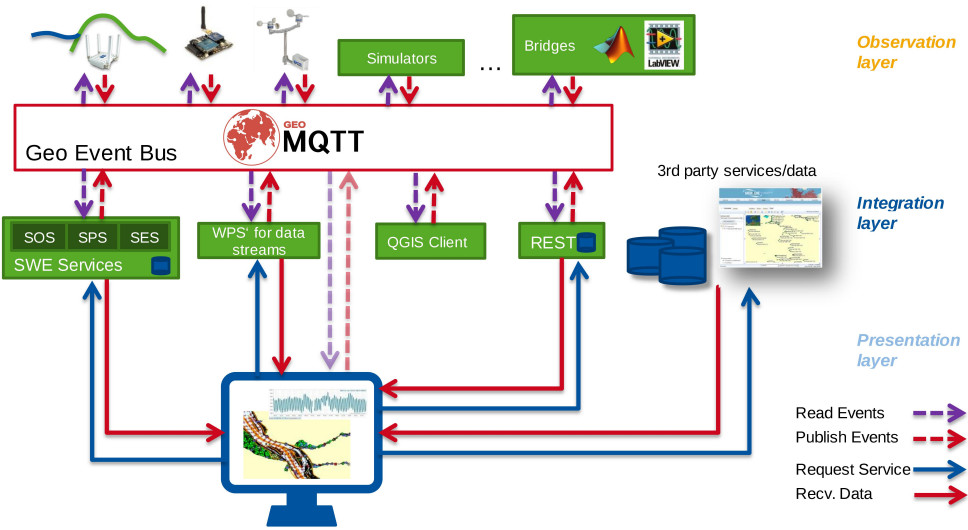 Observation
layer
Simulators
...
Bridges
LabVIEW
Geo Event Bus
GEO
MQTT
3rd party services/data
Integration
layer
SOS
SPS
SES
SWE Services
WPS‘ for data
streams
QGIS Client
REST
Presentation
layer
Read Events
Publish Events
Request Service
Recv. Data